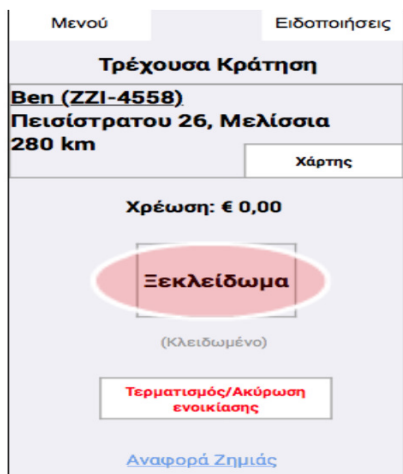 Μενού
Ειδοποιήσεις
Τρέχουσα Κράτηση
Ben (ZZI-4558)
Πεισίστρατου 26, Μελίσσια
280 km
Χάρτης
Χρέωση: € 0,00
Ξεκλείδωμα
(Κλειδωμένο)
Τερματισμός/Ακύρωση
ενοικίασης
Αναφορά Ζημιάς